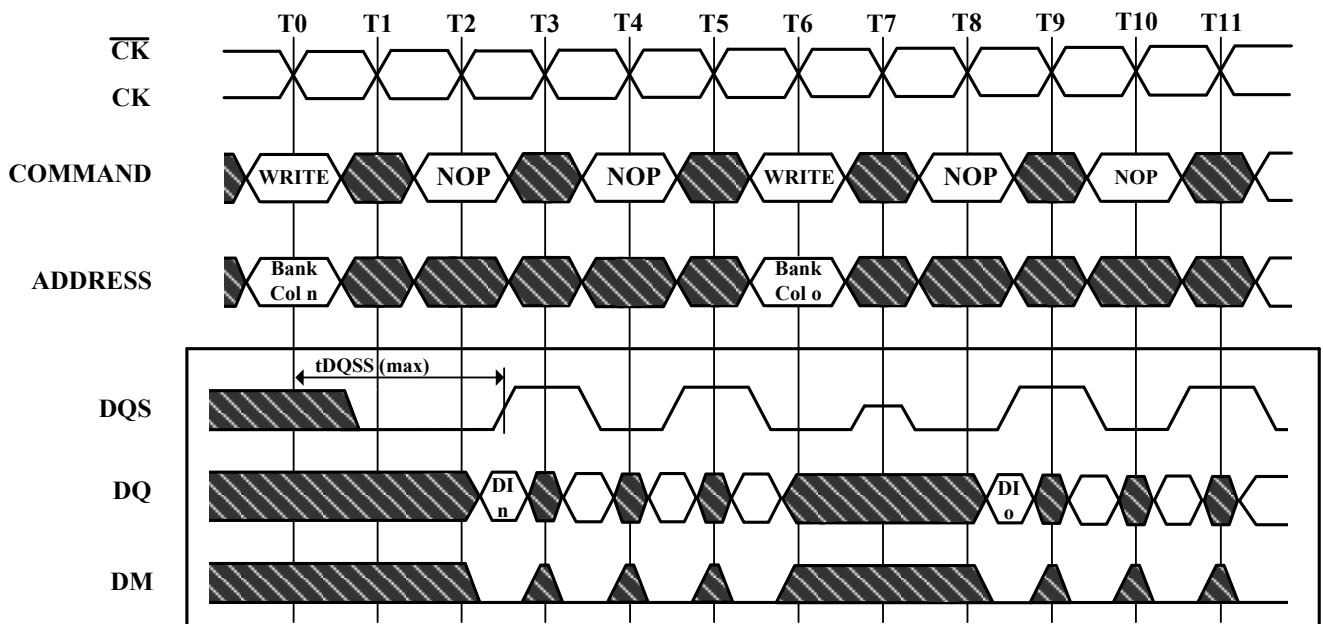 T0 T1 T2 T3 T4 T5 T6 T7 T8 T9 T10 T11
CK
CK
COMMAND WRITE NOP NOP WRITE NOP NOP
ADDRESS Bank Col n Bank Col o
tDQSS (max)
DQS
DQ DI n DI o
DM